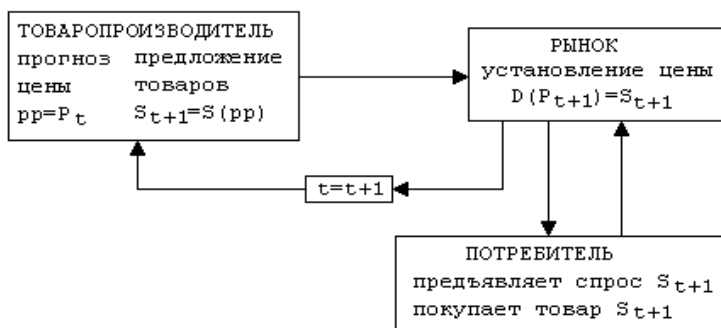 ТОВАРОПРОИЗВОДИТЕЛЬ
прогноз предложение
цены товаров
pp=Pt St+1=S(pp)
РЫНОК
установление цены
D(Pt+1)=St+1
t=t+1
ПОТРЕБИТЕЛЬ
предъявляет спрос St+1
покупает товар St+1